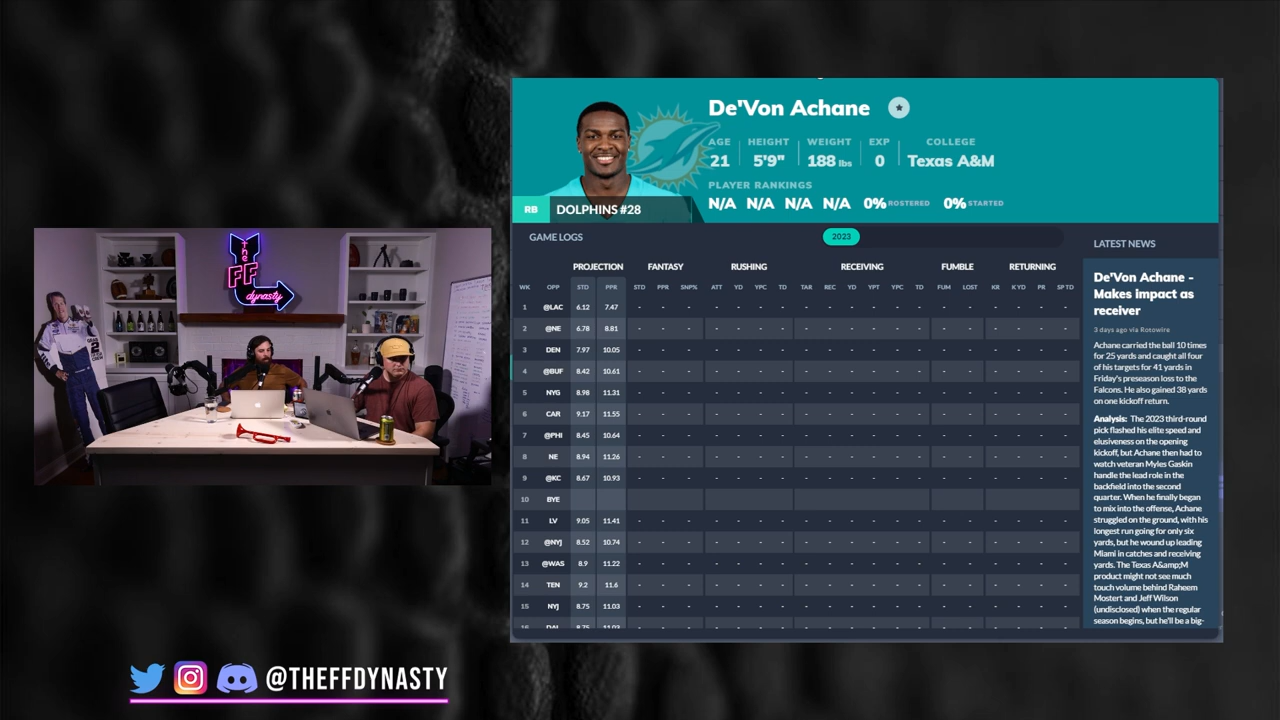 De'Von Achane
AGE HEIGHT WEIGHT EXP COLLEGE
21 5'9" 188 lbs 0 Texas A&M
PLAYER RANKINGS
N/A N/A N/A N/A 0% ROSTERED 0% STARTED
RB DOLPHINS #28
GAME LOGS 2023
PROJECTION FANTASY RUSHING RECEIVING FUMBLE RETURNING
WK OPP STD PPR STD PPR SNP% ATT YD YPC TD TAR REC YD YPT YPC TD FUM LOST KR K YD PR SP TD
1 @LAC 6.12 7.47 - - - - - - - - - - - - - - - - - - -
2 @NE 6.78 8.81 - - - - - - - - - - - - - - - - - - -
3 DEN 7.97 10.05 - - - - - - - - - - - - - - - - - - -
4 @BUF 8.42 10.61 - - - - - - - - - - - - - - - - - - -
5 NYG 8.98 11.31 - - - - - - - - - - - - - - - - - - -
6 CAR 9.17 11.55 - - - - - - - - - - - - - - - - - - -
7 @PHI 8.45 10.64 - - - - - - - - - - - - - - - - - - -
8 NE 8.94 11.26 - - - - - - - - - - - - - - - - - - -
9 @KC 8.67 10.93 - - - - - - - - - - - - - - - - - - -
10 BYE
11 LV 9.05 11.41 - - - - - - - - - - - - - - - - - - -
12 @NYJ 8.52 10.74 - - - - - - - - - - - - - - - - - - -
13 @WAS 8.9 11.22 - - - - - - - - - - - - - - - - - - -
14 TEN 9.2 11.6 - - - - - - - - - - - - - - - - - - -
15 NYJ 8.75 11.03 - - - - - - - - - - - - - - - - - - -
16 DAL 8.75 11.03
LATEST NEWS
De'Von Achane -
Makes impact as
receiver
3 days ago via Rotowire
Achane carried the ball 10 times
for 25 yards and caught all four
of his targets for 41 yards in
Friday's preseason loss to the
Falcons. He also gained 38 yards
on one kickoff return.
Analysis: The 2023 third-round
pick flashed his elite speed and
elusiveness on the opening
kickoff, but Achane then had to
watch veteran Myles Gaskin
handle the lead role in the
backfield into the second
quarter. When he finally began
to mix into the offense, Achane
struggled on the ground, with his
longest run going for only six
yards, but he wound up leading
Miami in catches and receiving
yards. The Texas A&amp;M
product might not see much
touch volume behind Raheem
Mostert and Jeff Wilson
(undisclosed) when the regular
season begins, but he'll be a big-
the
FF
dynasty
@THEFFDYNASTY